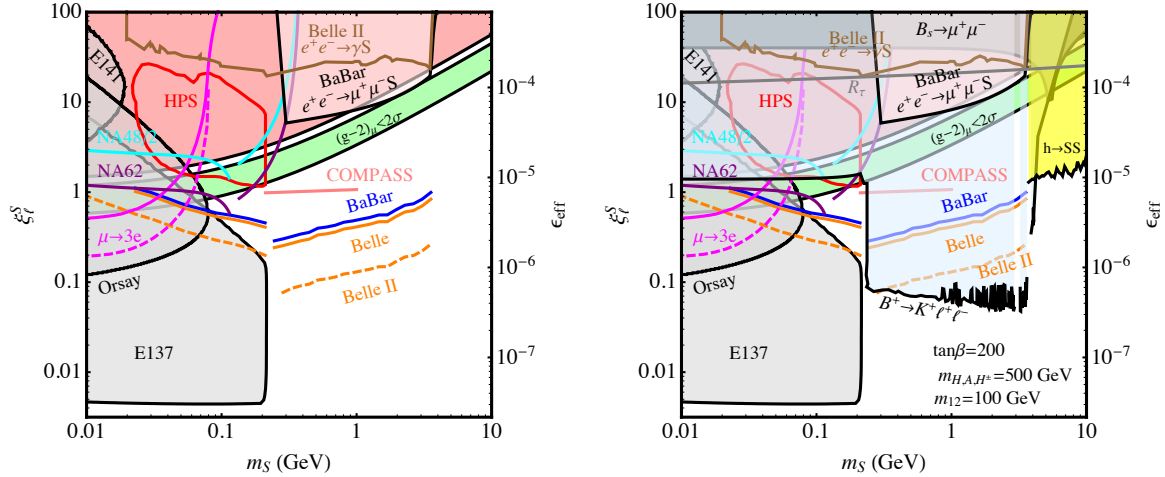 100
10
1
0.1
0.01
ξℓS
E141
HPS
NA48/2
NA62
μ→3e
Orsay
E137
Belle II
e+e−→γS
BaBar
e+e−→μ+μ−S
(g−2)μ<2σ
COMPASS
BaBar
Belle
Belle II
10−4
10−5
10−6
10−7
ϵeff
0.01
0.1
1
10
mS (GeV)
100
10
1
0.1
0.01
ξℓS
E141
HPS
NA48/2
NA62
μ→3e
Orsay
E137
Belle II
e+e−→γS
Bs→μ+μ−
BaBar
e+e−→μ+μ−S
Rτ
(g−2)μ<2σ
h→SS
COMPASS
BaBar
Belle
Belle II
B+→K+ℓ+ℓ−
tanβ=200
mH,A,H±=500 GeV
m12=100 GeV
10−4
10−5
10−6
10−7
ϵeff
0.01
0.1
1
10
mS (GeV)